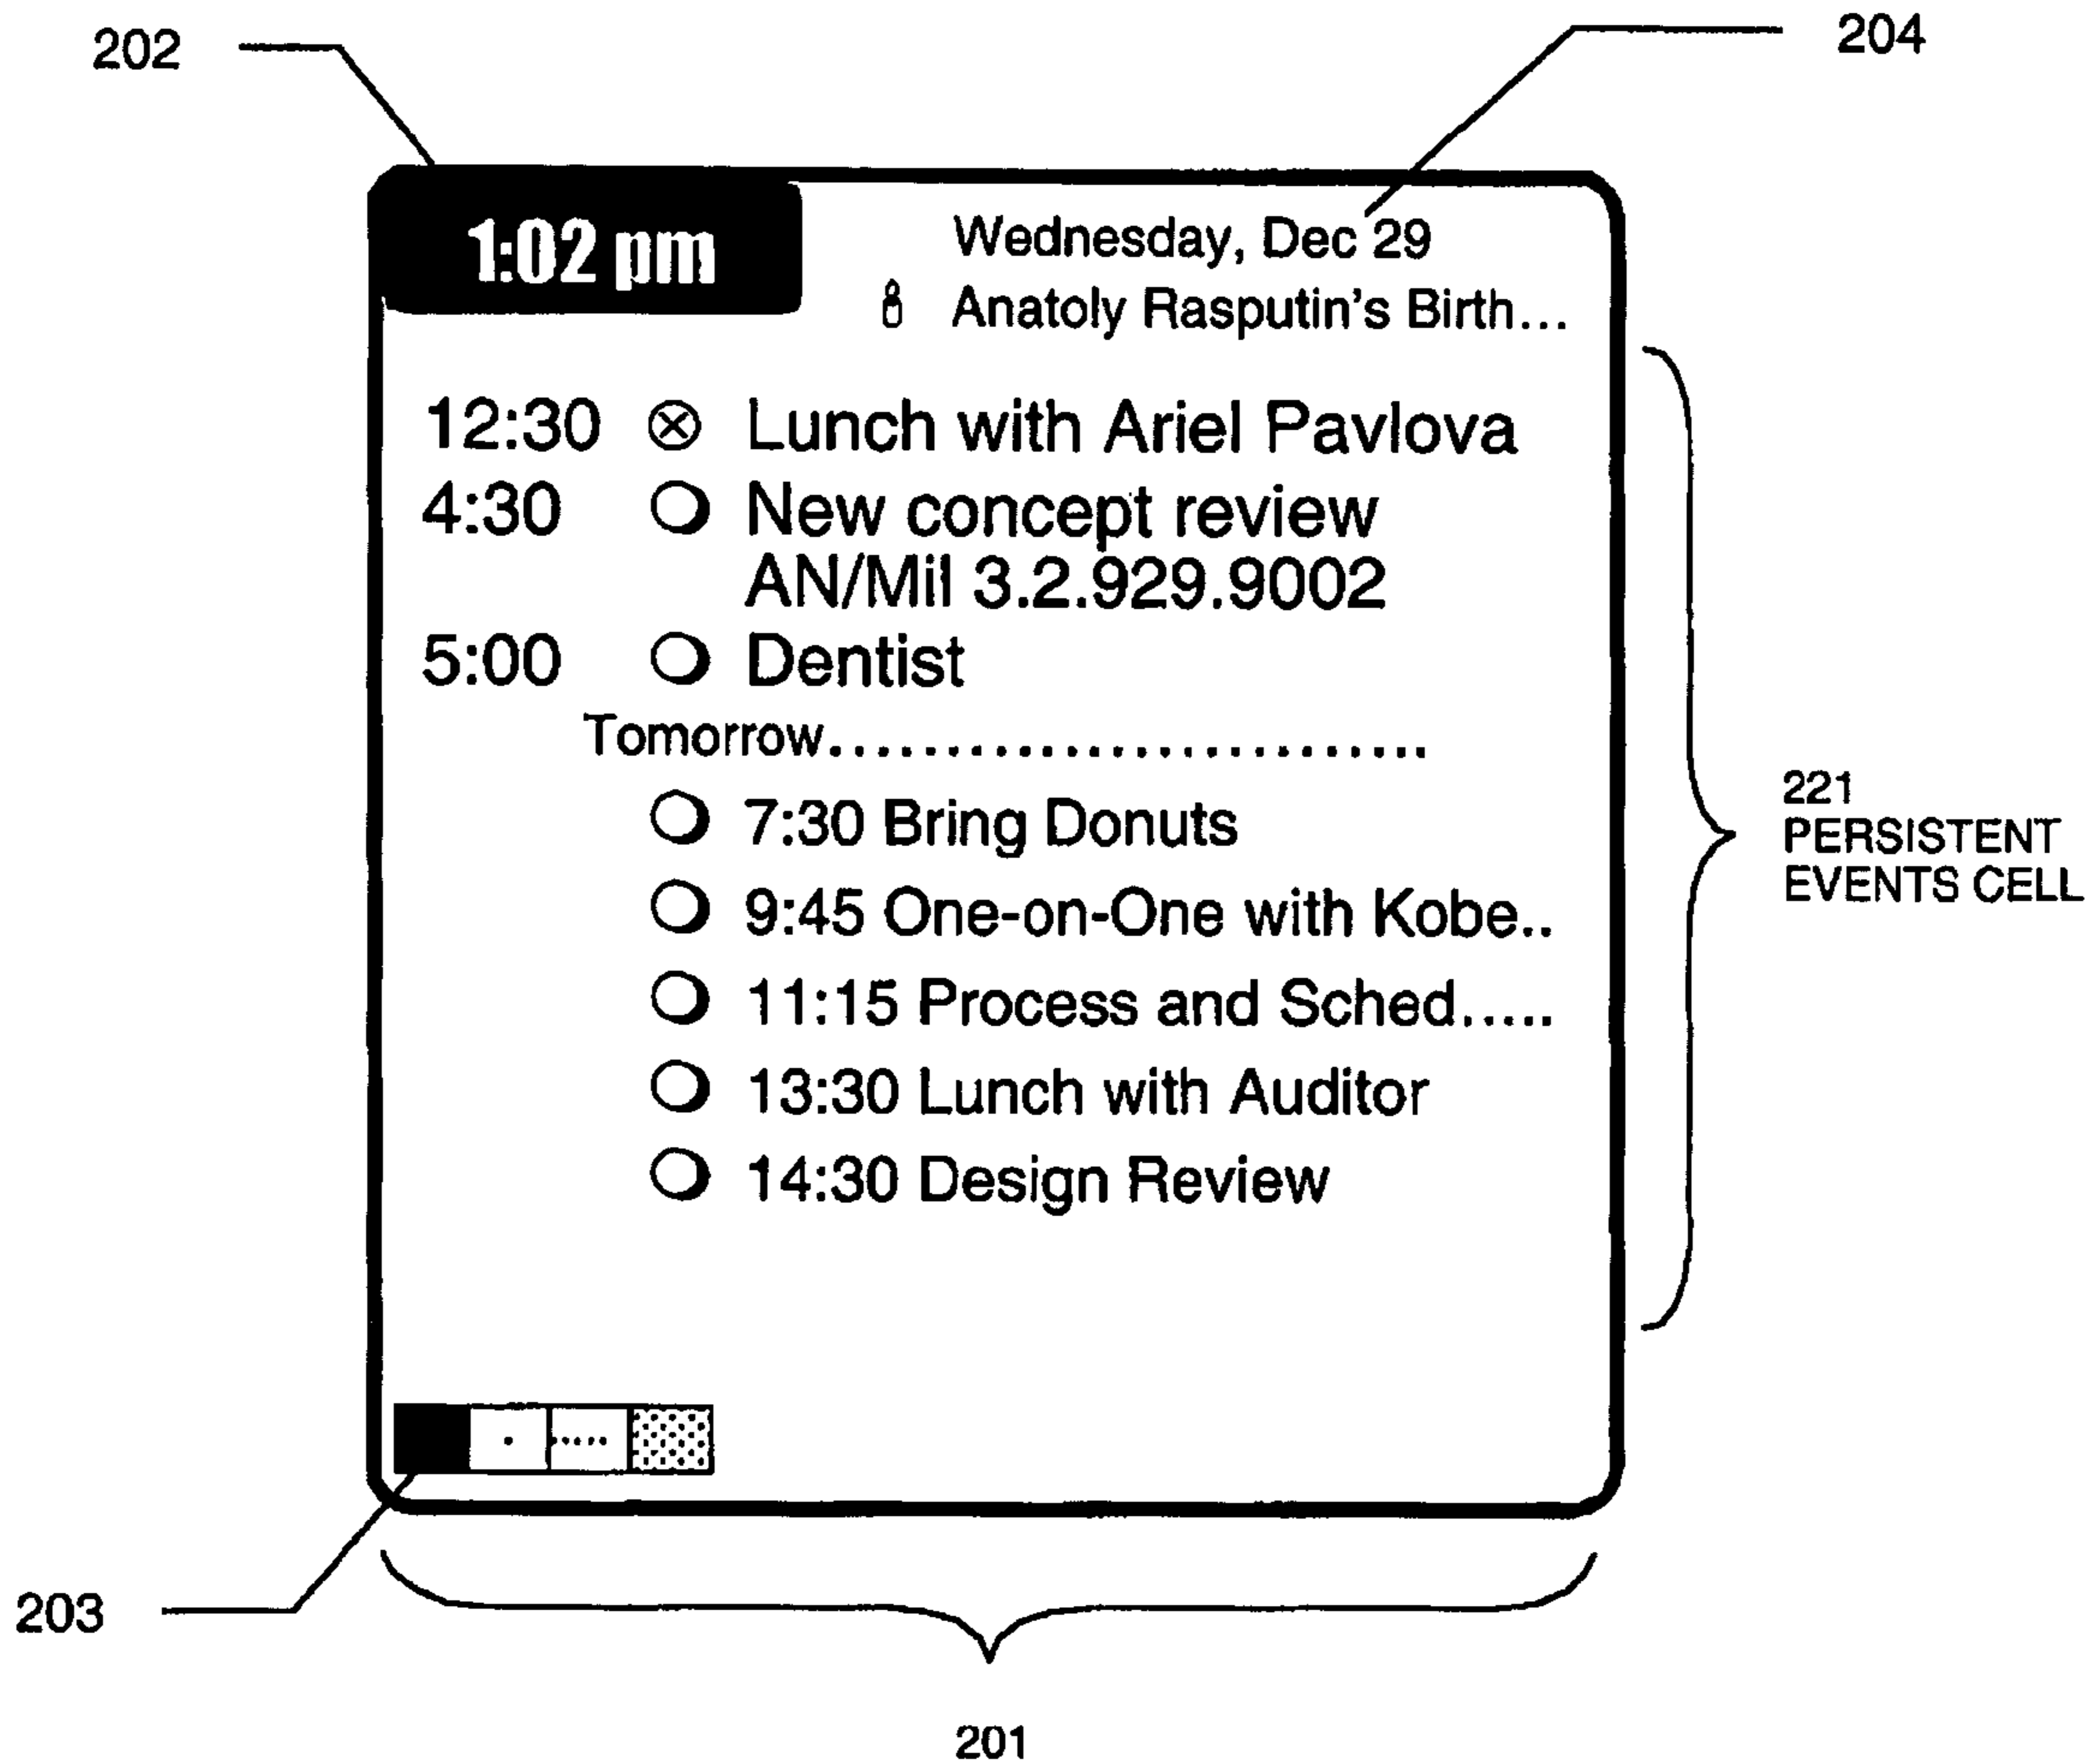 202
204
1:02 pm
Wednesday, Dec 29
Anatoly Rasputin's Birth...
12:30 Lunch with Ariel Pavlova
4:30 New concept review
AN/Mil 3.2.929.9002
5:00 Dentist
Tomorrow..........................
7:30 Bring Donuts
9:45 One-on-One with Kobe..
11:15 Process and Sched.....
13:30 Lunch with Auditor
14:30 Design Review
221
PERSISTENT
EVENTS CELL
203
201